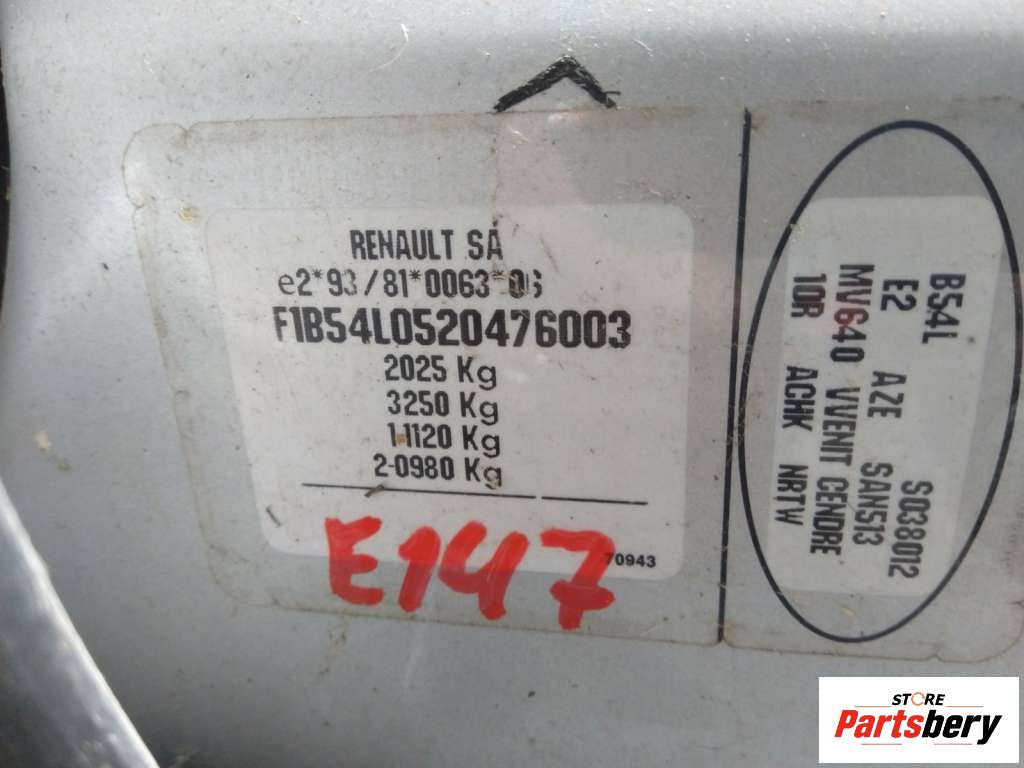 RENAULT SA
e2*93/81*0063*06
F1B54L0520476003
2025 Kg
3250 Kg
1-1120 Kg
2-0980 Kg
70943
E147
B54L S038012
E2 AZE SAN513
MV640 VVENIT CENDRE
10R ACHK NRTW
STORE
Partsbery